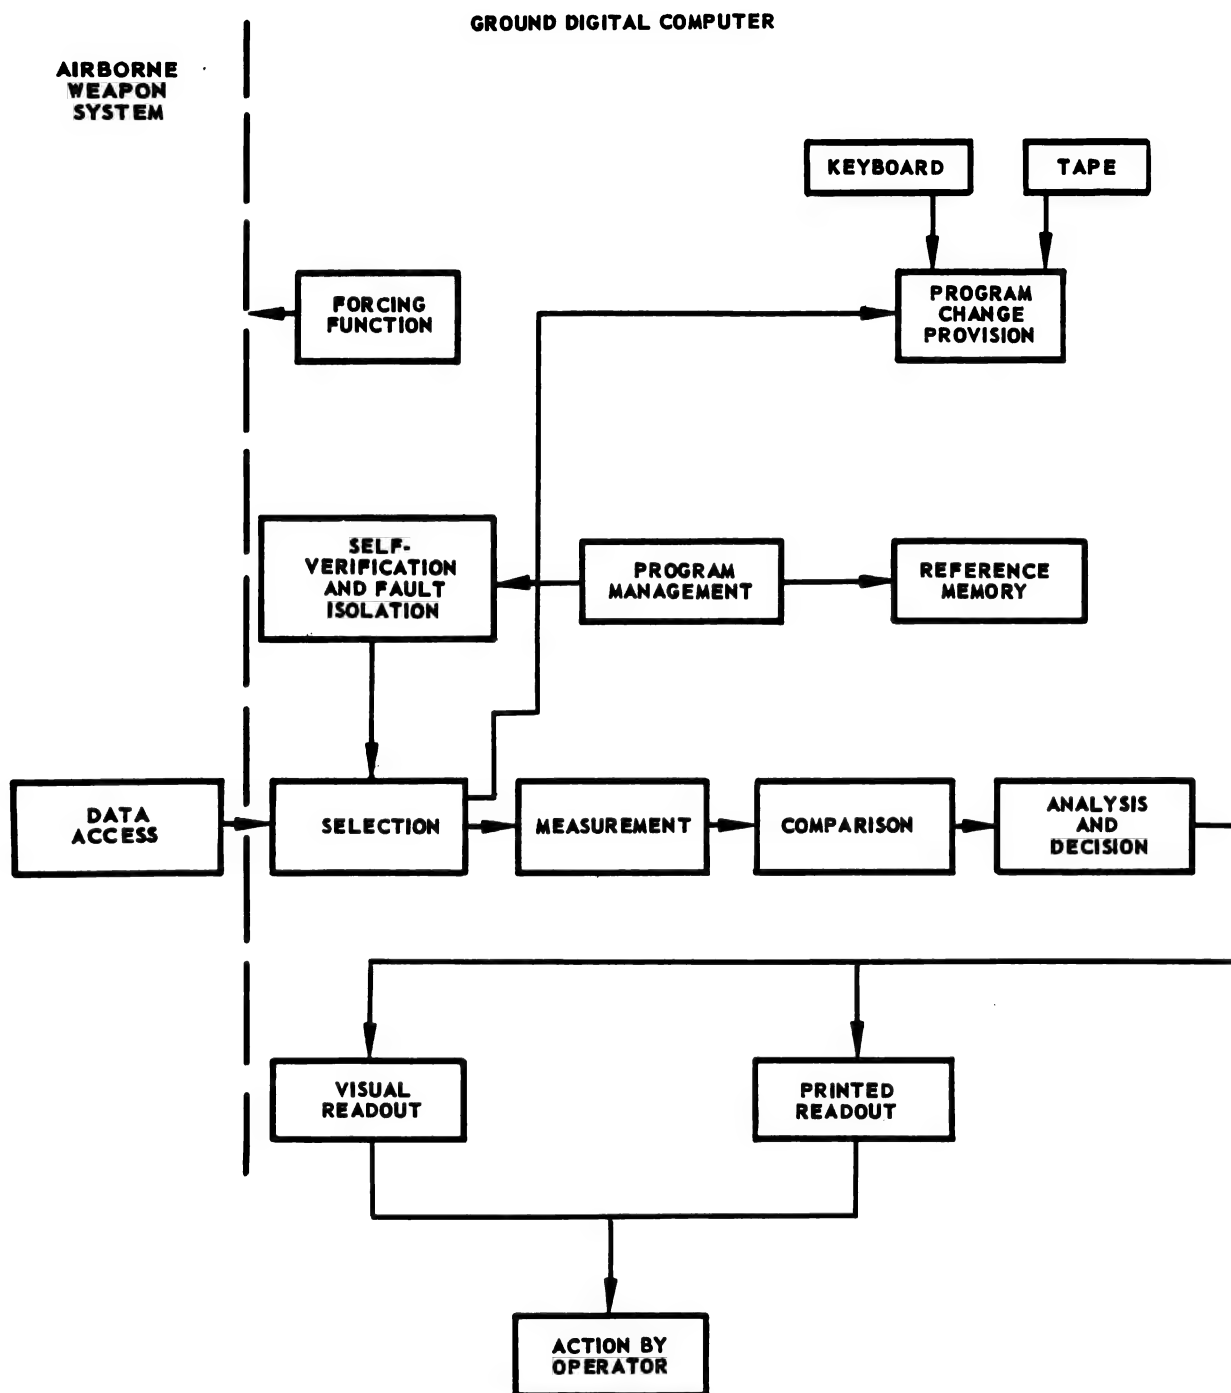 GROUND DIGITAL COMPUTER
AIRBORNE
WEAPON
SYSTEM
KEYBOARD
TAPE
FORCING
FUNCTION
PROGRAM
CHANGE
PROVISION
SELF-
VERIFICATION
AND FAULT
ISOLATION
PROGRAM
MANAGEMENT
REFERENCE
MEMORY
DATA
ACCESS
SELECTION
MEASUREMENT
COMPARISON
ANALYSIS
AND
DECISION
VISUAL
READOUT
PRINTED
READOUT
ACTION BY
OPERATOR